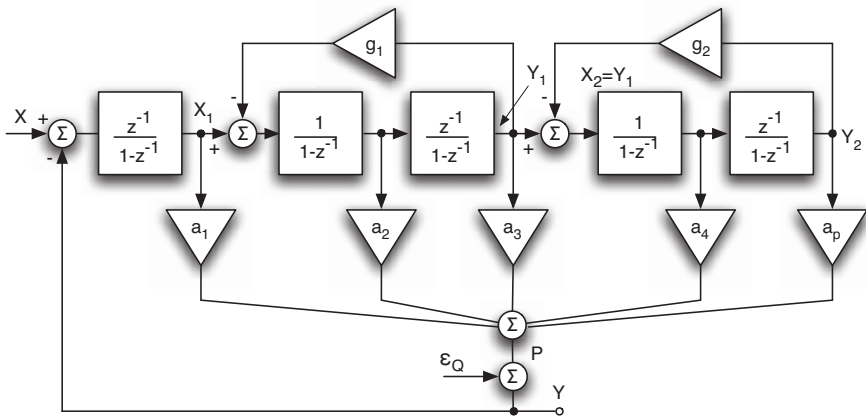 g1
g2
Y1
X2=Y1
X
+
Σ
-
z-1
1-z-1
X1
-
+
Σ
1
1-z-1
z-1
1-z-1
-
+
Σ
1
1-z-1
z-1
1-z-1
Y2
a1
a2
a3
a4
ap
Σ
P
εQ
Σ
Y